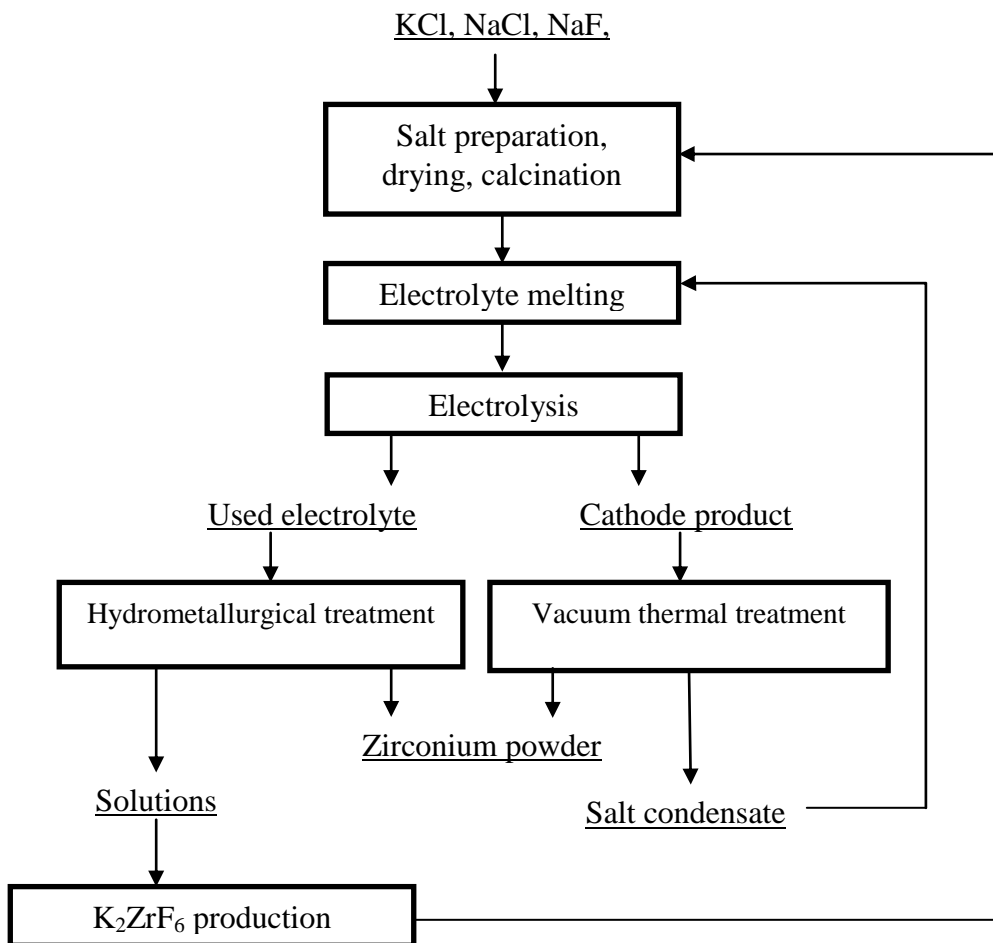 KCl, NaCl, NaF,
Salt preparation,
drying, calcination
Electrolyte melting
Electrolysis
Used electrolyte
Cathode product
Hydrometallurgical treatment
Vacuum thermal treatment
Zirconium powder
Solutions
Salt condensate
K₂ZrF₆ production